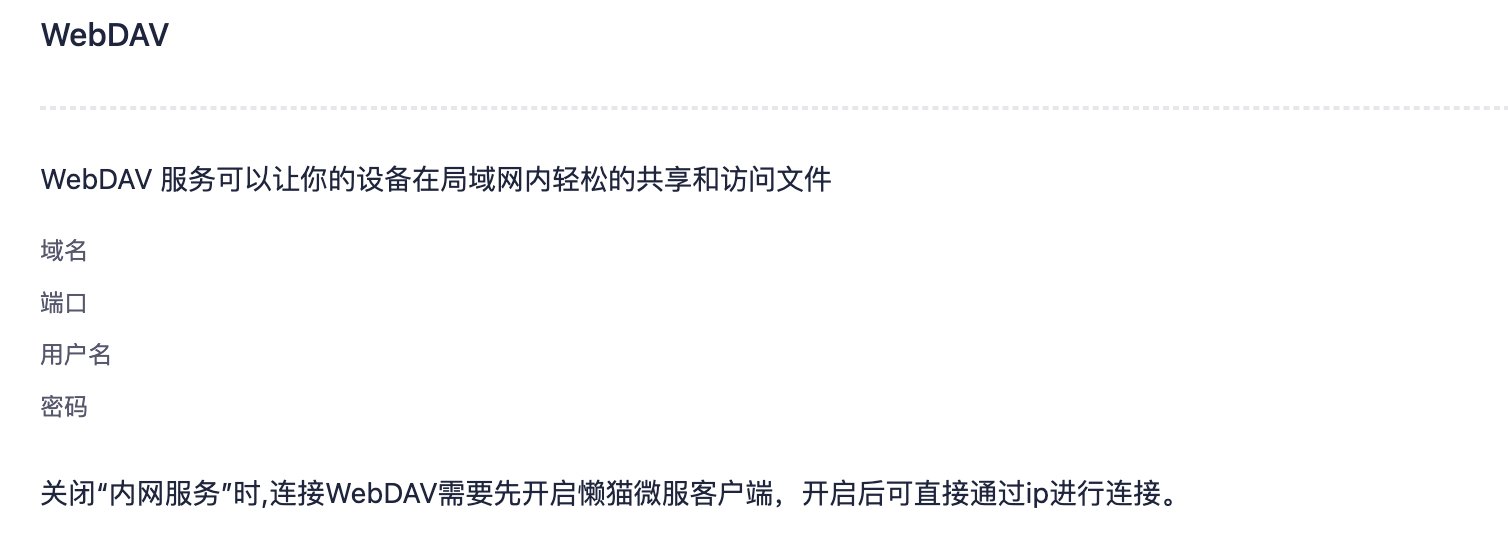 WebDAV
WebDAV 服务可以让你的设备在局域网内轻松的共享和访问文件
域名
端口
用户名
密码
关闭“内网服务”时,连接WebDAV需要先开启懒猫微服客户端，开启后可直接通过ip进行连接。